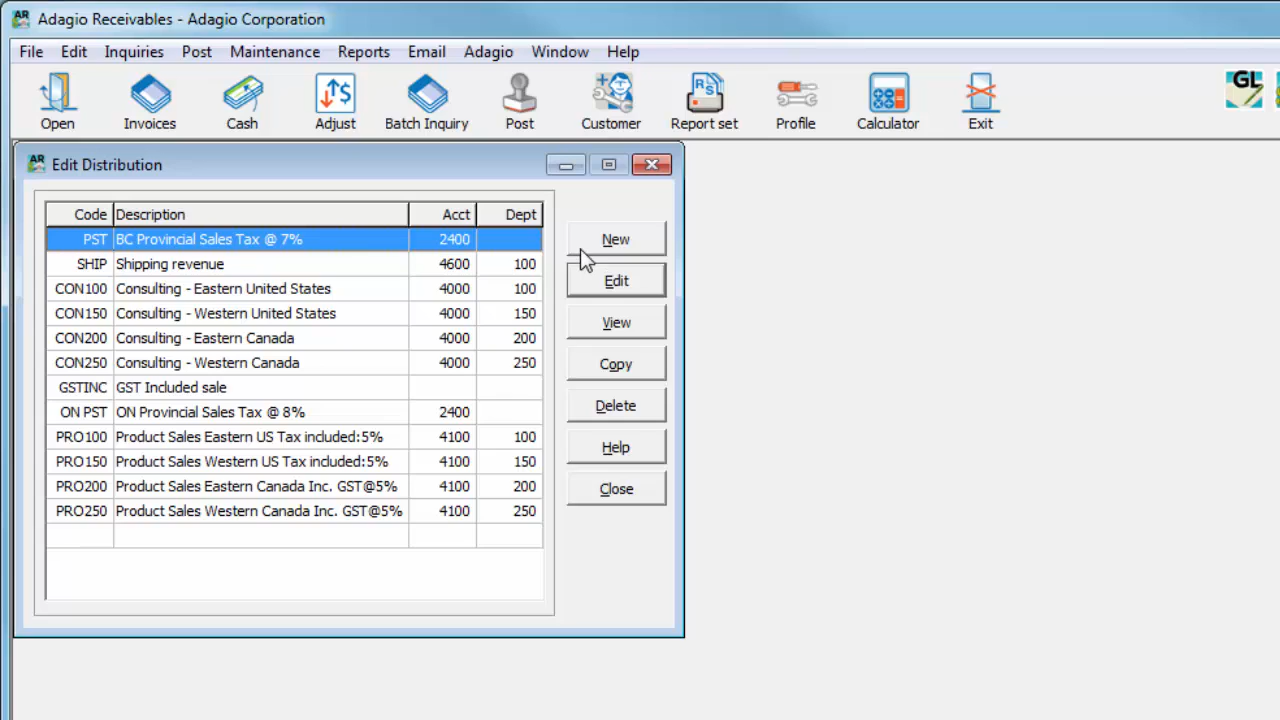 AR Adagio Receivables - Adagio Corporation
File Edit Inquiries Post Maintenance Reports Email Adagio Window Help
Open Invoices Cash Adjust Batch Inquiry Post Customer Report set Profile Calculator Exit GL
AR Edit Distribution
Code Description Acct Dept
PST BC Provincial Sales Tax @ 7% 2400
SHIP Shipping revenue 4600 100
CON100 Consulting - Eastern United States 4000 100
CON150 Consulting - Western United States 4000 150
CON200 Consulting - Eastern Canada 4000 200
CON250 Consulting - Western Canada 4000 250
GSTINC GST Included sale
ON PST ON Provincial Sales Tax @ 8% 2400
PRO100 Product Sales Eastern US Tax included:5% 4100 100
PRO150 Product Sales Western US Tax included:5% 4100 150
PRO200 Product Sales Eastern Canada Inc. GST@5% 4100 200
PRO250 Product Sales Western Canada Inc. GST@5% 4100 250
New
Edit
View
Copy
Delete
Help
Close